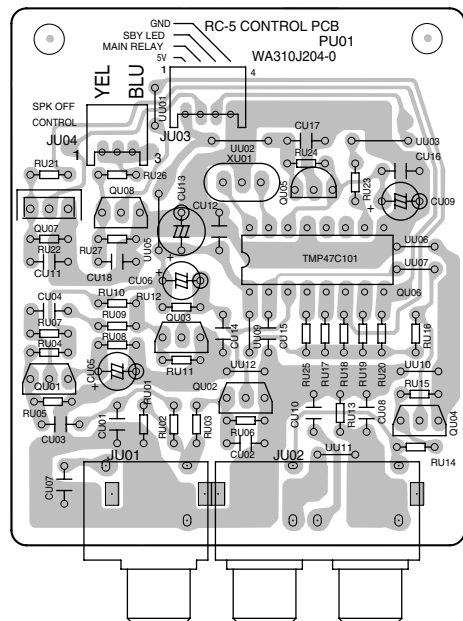 GND
SBY LED
MAIN RELAY
5V
RC-5 CONTROL PCB
PU01
WA310J204-0
1
4
YEL
BLU
SPK OFF
CONTROL
JU04
1
3
UU01
JU03
CU17
UU02
XU01
RU24
UU03
CU16
RU21
RU26
CU13
QU05
RU23
QU08
CU12
CU09
QU07
RU22
CU11
RU27
CU18
UU05
TMP47C101
UU06
UU07
CU06
QU06
CU04
RU10
RU12
RU07
RU09
QU03
RU04
RU08
CU14
UU09
CU15
RU16
CU05
RU11
UU12
RU25
RU17
RU18
RU19
RU20
UU10
QU01
RU01
QU02
RU15
RU05
CU01
RU02
RU03
CU10
RU13
CU08
QU04
CU03
RU06
CU02
UU11
RU14
JU01
JU02
CU07